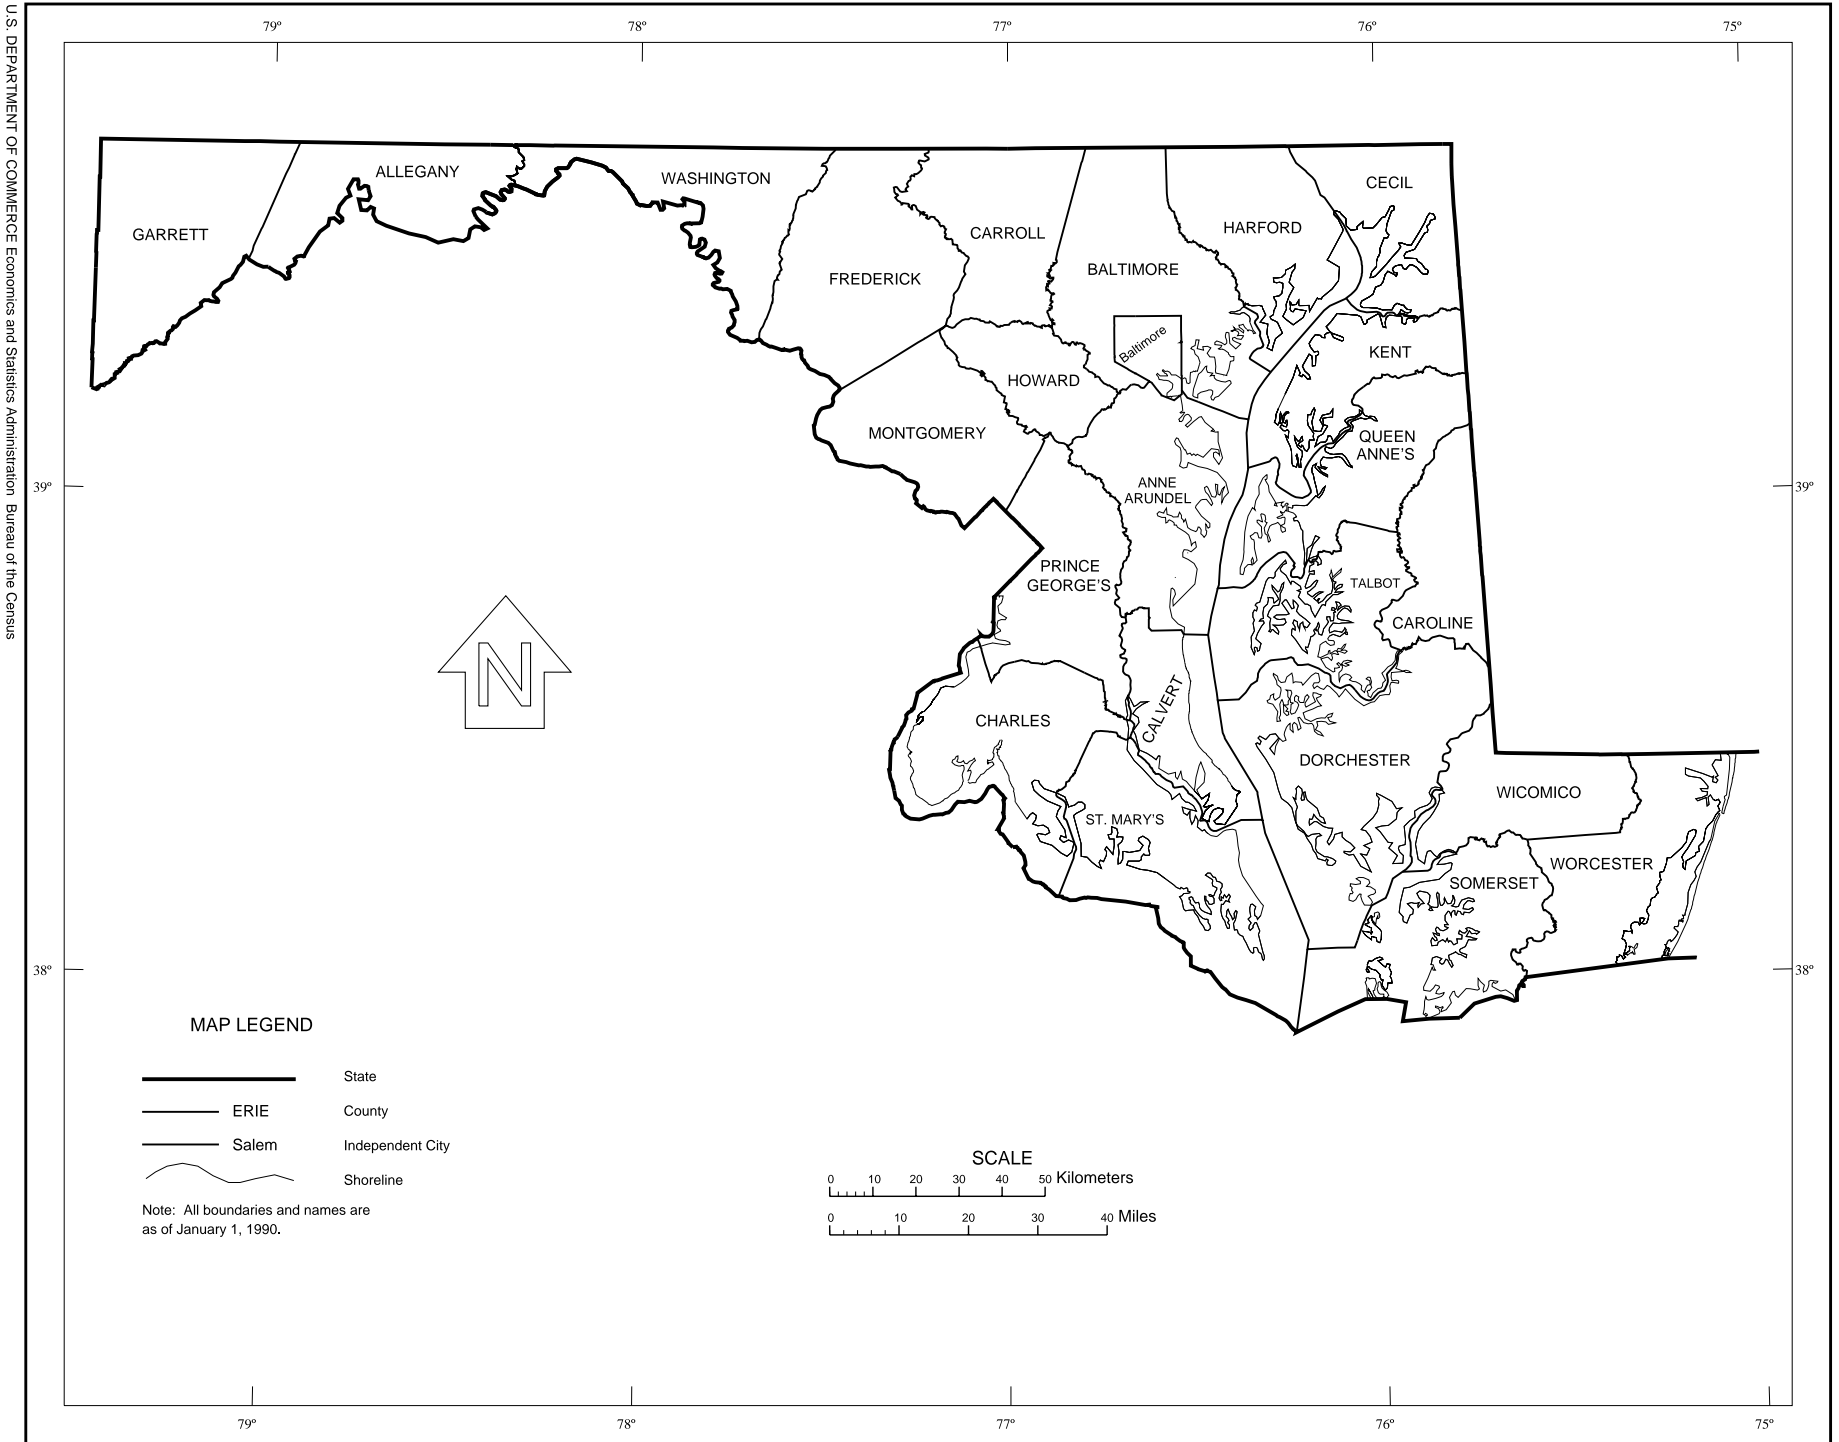 U.S. DEPARTMENT OF COMMERCE Economics and Statistics Administration Bureau of the Census
79° 78° 77° 76° 75°
GARRETT
ALLEGANY
WASHINGTON
FREDERICK
CARROLL
BALTIMORE
HARFORD
CECIL
Baltimore
KENT
HOWARD
MONTGOMERY
QUEEN
ANNE'S
ANNE
ARUNDEL
39° 39°
PRINCE
GEORGE'S
TALBOT
CAROLINE
N
CHARLES
CALVERT
DORCHESTER
WICOMICO
ST. MARY'S
WORCESTER
SOMERSET
38° 38°
MAP LEGEND
State
ERIE County
Salem Independent City
Shoreline
Note: All boundaries and names are
as of January 1, 1990.
SCALE
0 10 20 30 40 50 Kilometers
0 10 20 30 40 Miles
79° 78° 77° 76° 75°